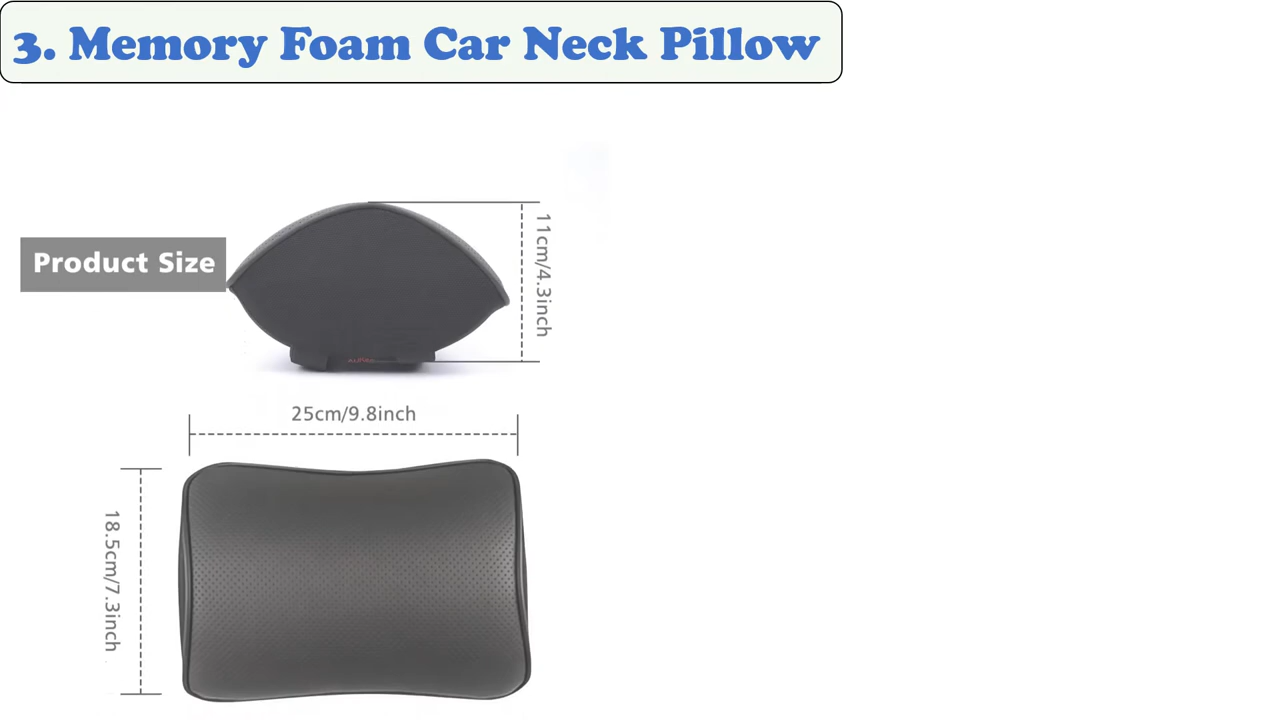 3. Memory Foam Car Neck Pillow
Product Size
11cm/4.3inch
25cm/9.8inch
18.5cm/7.3inch